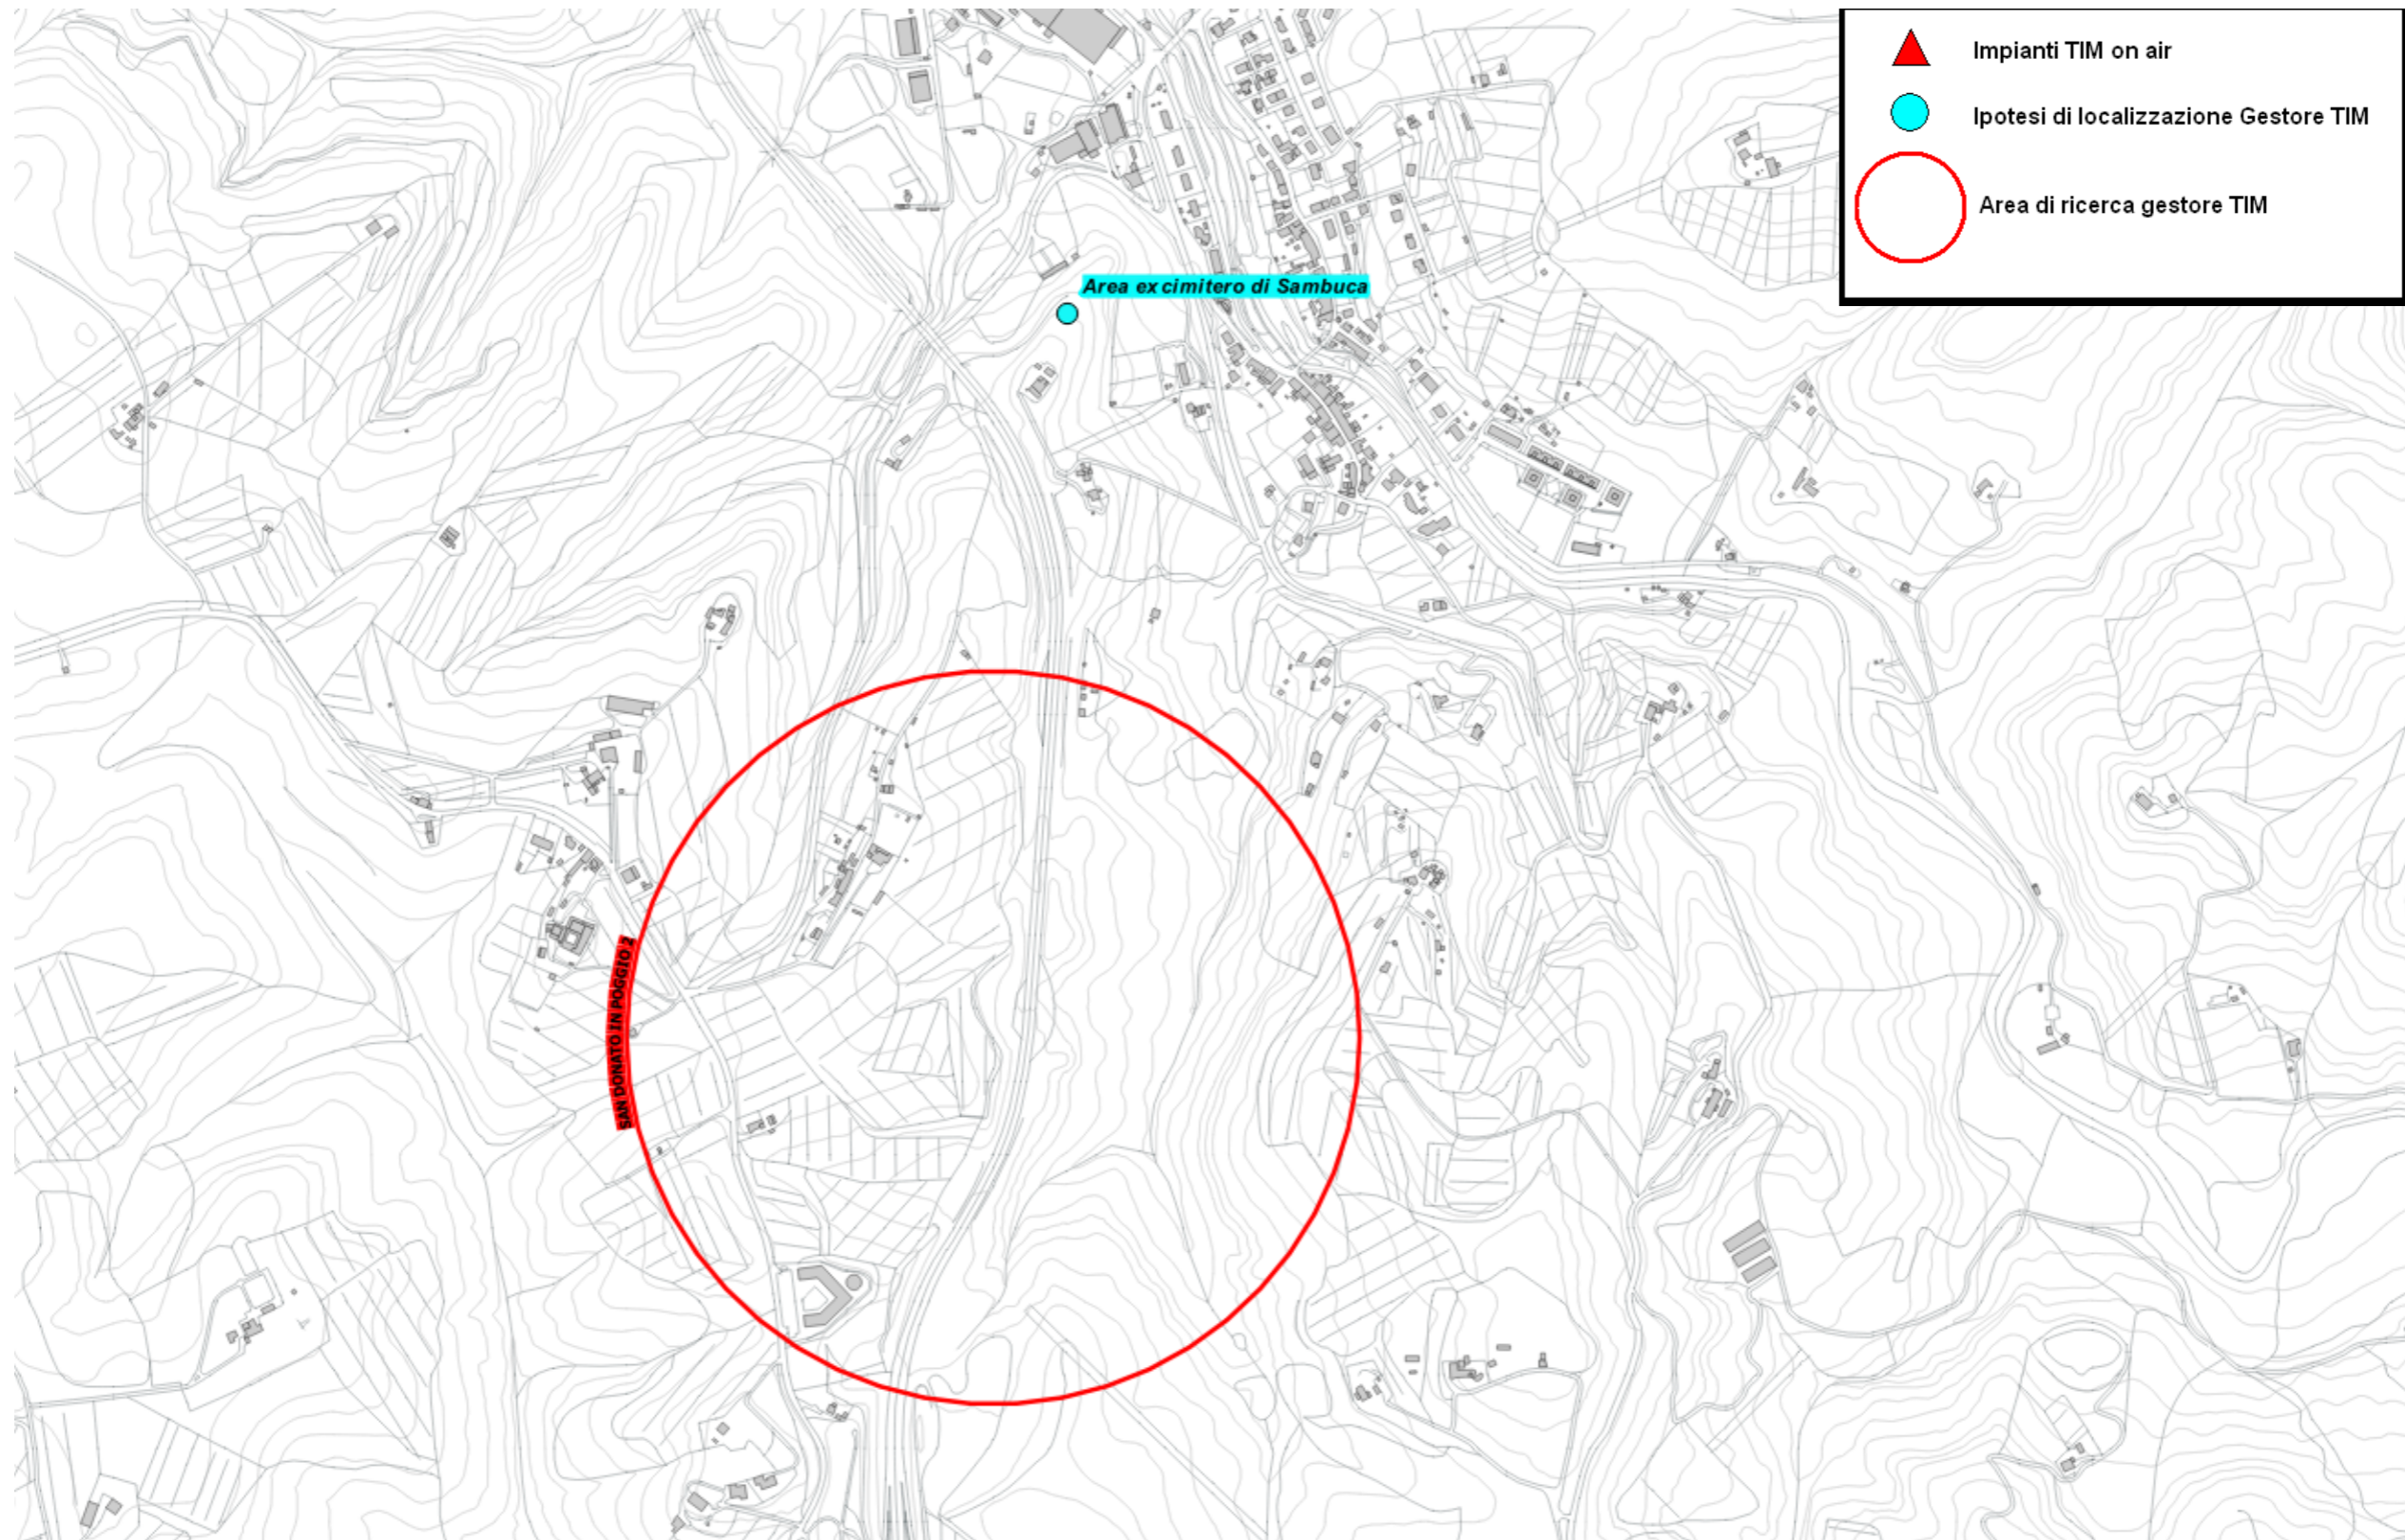 Impianti TIM on air
Ipotesi di localizzazione Gestore TIM
Area di ricerca gestore TIM
Area ex cimitero di Sambuca
SAN DONATO IN POGGIO 2